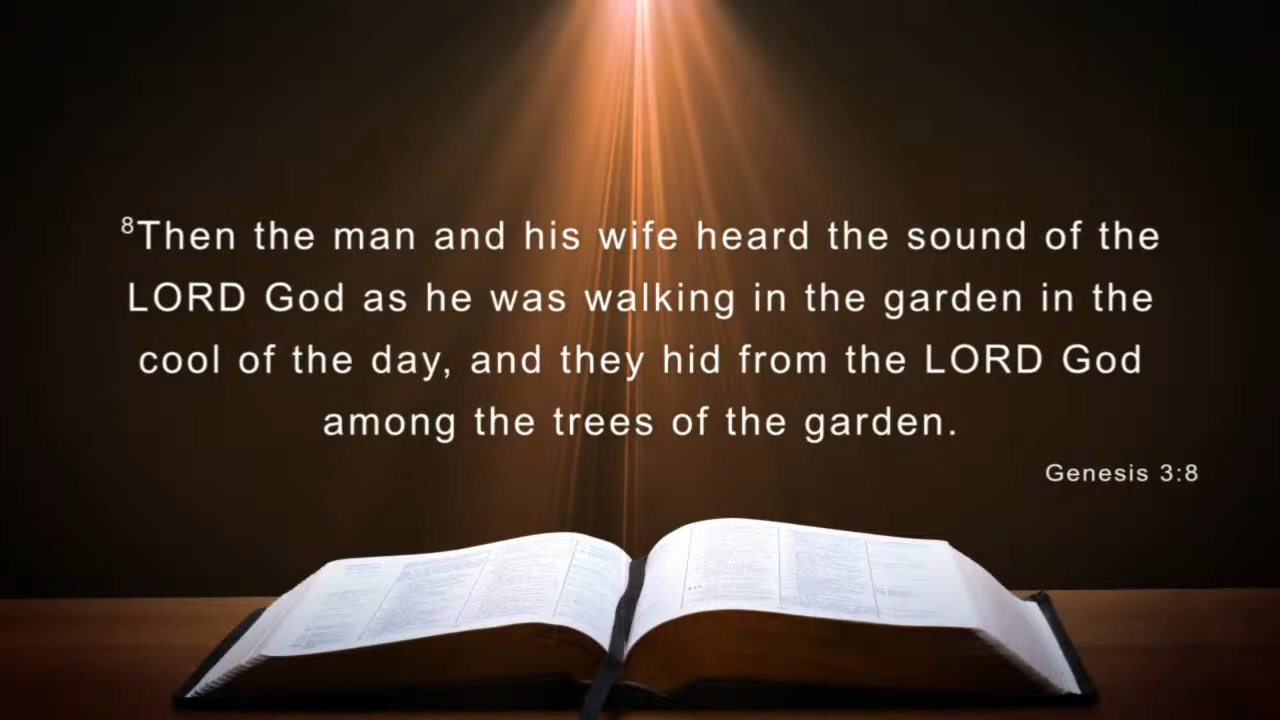 ⁸Then the man and his wife heard the sound of the
LORD God as he was walking in the garden in the
cool of the day, and they hid from the LORD God
among the trees of the garden.
Genesis 3:8